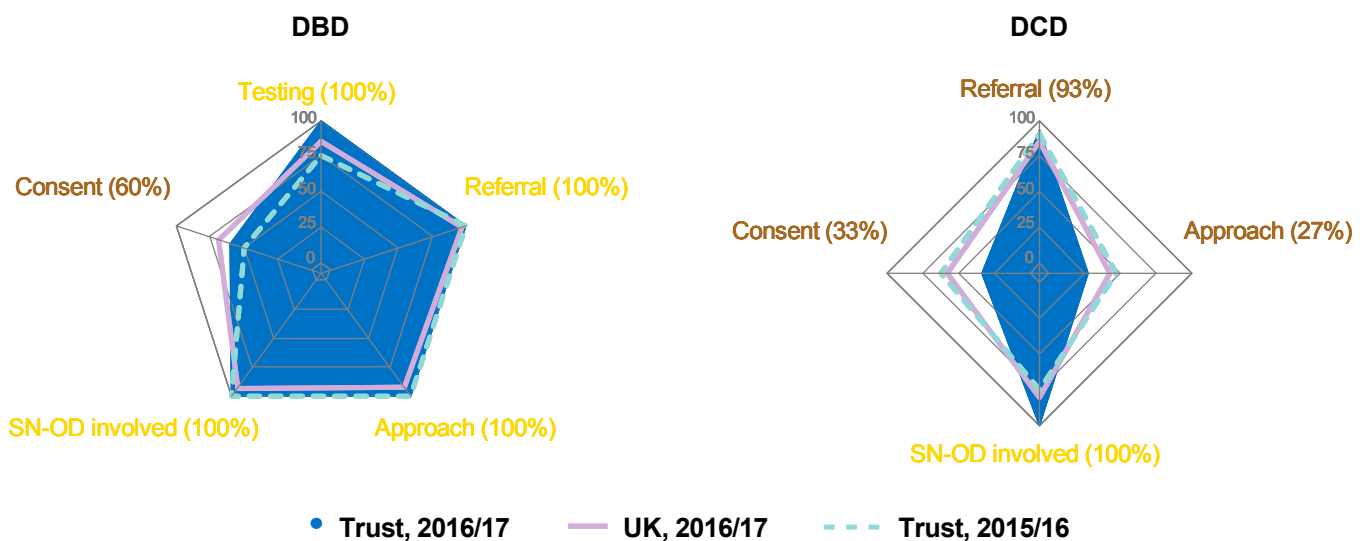 DBD
Testing (100%)
100
75
50
25
0
Consent (60%)
Referral (100%)
SN-OD involved (100%)
Approach (100%)
DCD
Referral (93%)
100
75
50
25
0
Consent (33%)
Approach (27%)
SN-OD involved (100%)
Trust, 2016/17
UK, 2016/17
Trust, 2015/16